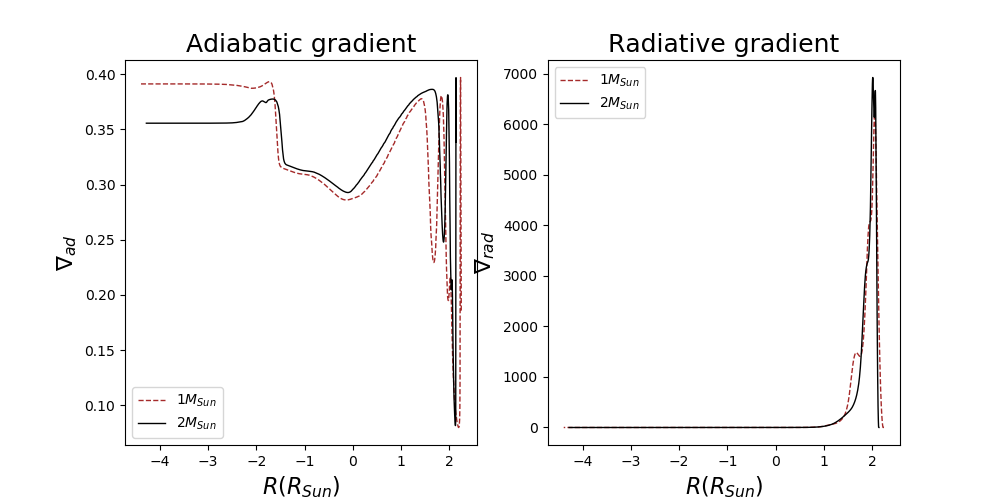 Adiabatic gradient
0.40
0.35
0.30
0.25
0.20
0.15
0.10
∇ad
1MSun
2MSun
−4 −3 −2 −1 0 1 2
R(RSun)
Radiative gradient
7000
6000
5000
4000
3000
2000
1000
0
∇rad
1MSun
2MSun
−4 −3 −2 −1 0 1 2
R(RSun)